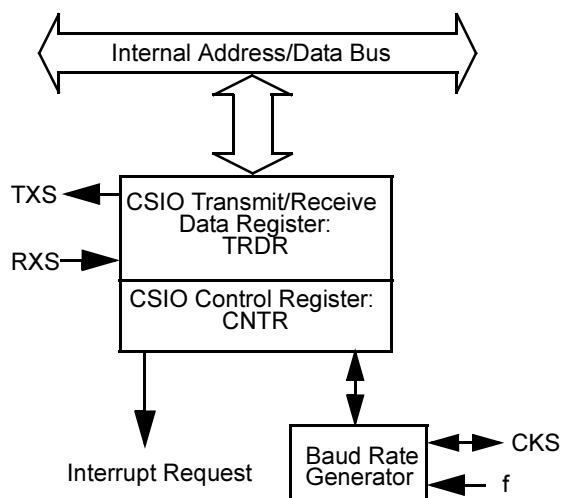 Internal Address/Data Bus
TXS
CSIO Transmit/Receive
Data Register:
TRDR
RXS
CSIO Control Register:
CNTR
Interrupt Request
Baud Rate
Generator
CKS
f